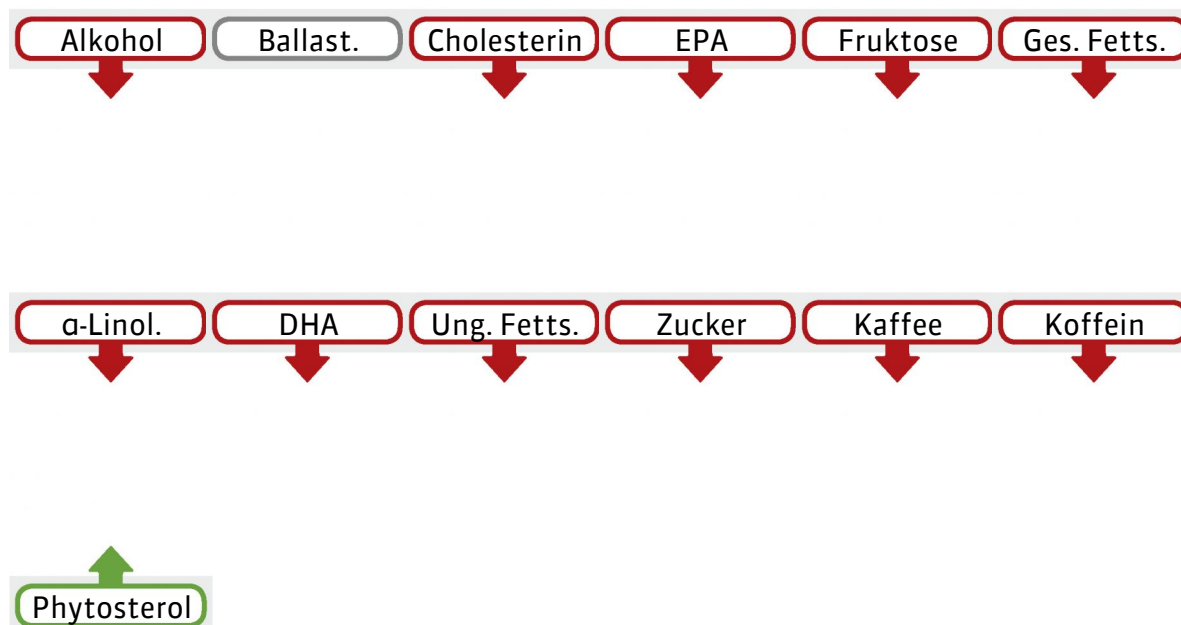 Alkohol Ballast. Cholesterin EPA Fruktose Ges. Fetts.
α-Linol. DHA Ung. Fetts. Zucker Kaffee Koffein
Phytosterol